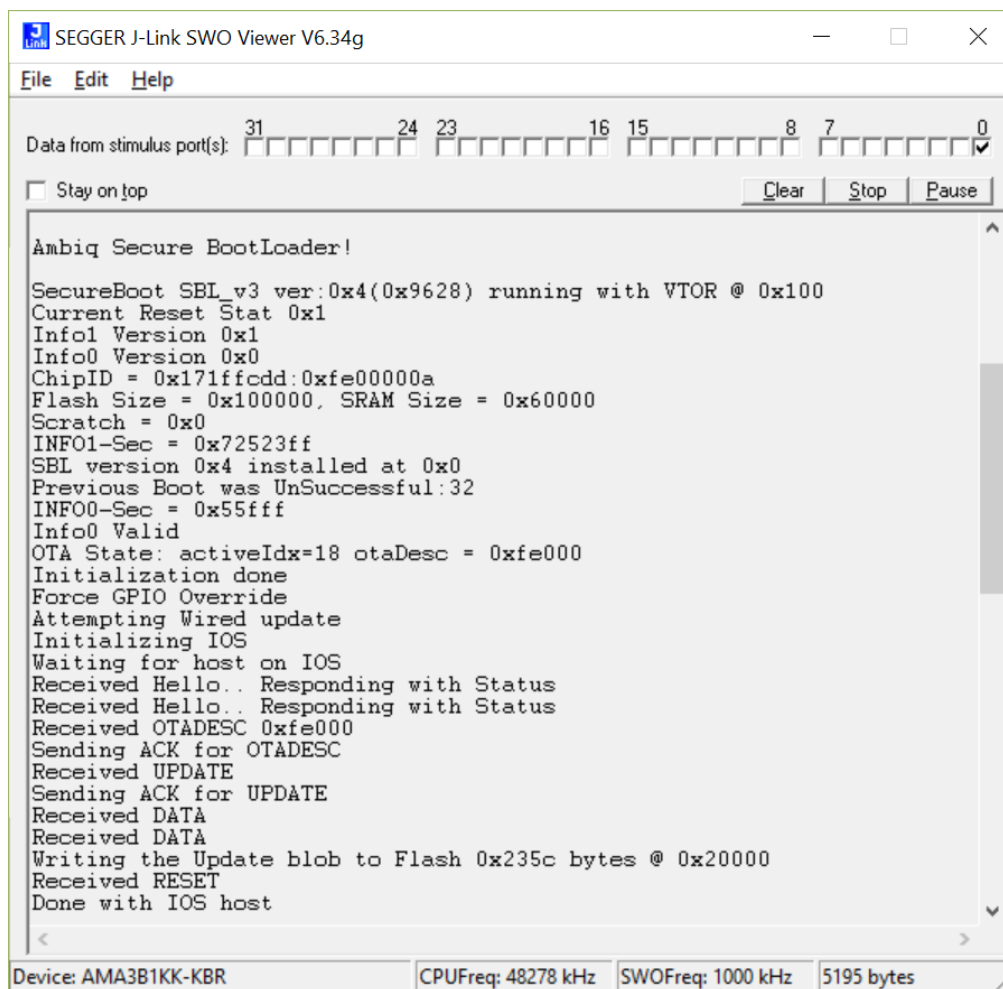 J Link SEGGER J-Link SWO Viewer V6.34g
File Edit Help
31 24 23 16 15 8 7 0
Data from stimulus port(s):
Stay on top Clear Stop Pause
Ambiq Secure BootLoader!
SecureBoot SBL_v3 ver:0x4(0x9628) running with VTOR @ 0x100
Current Reset Stat 0x1
Info1 Version 0x1
Info0 Version 0x0
ChipID = 0x171ffcdd:0xfe00000a
Flash Size = 0x100000, SRAM Size = 0x60000
Scratch = 0x0
INFO1-Sec = 0x72523ff
SBL version 0x4 installed at 0x0
Previous Boot was UnSuccessful:32
INFO0-Sec = 0x55fff
Info0 Valid
OTA State: activeIdx=18 otaDesc = 0xfe000
Initialization done
Force GPIO Override
Attempting Wired update
Initializing IOS
Waiting for host on IOS
Received Hello.. Responding with Status
Received Hello.. Responding with Status
Received OTADESC 0xfe000
Sending ACK for OTADESC
Received UPDATE
Sending ACK for UPDATE
Received DATA
Received DATA
Writing the Update blob to Flash 0x235c bytes @ 0x20000
Received RESET
Done with IOS host
Device: AMA3B1KK-KBR CPUFreq: 48278 kHz SWOFreq: 1000 kHz 5195 bytes